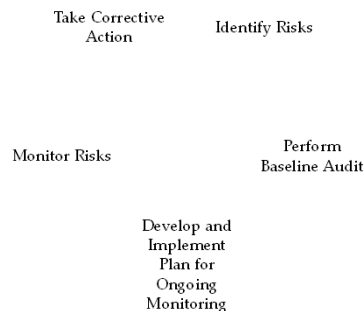 Take Corrective
Action
Identify Risks
Monitor Risks
Perform
Baseline Audit
Develop and
Implement
Plan for
Ongoing
Monitoring